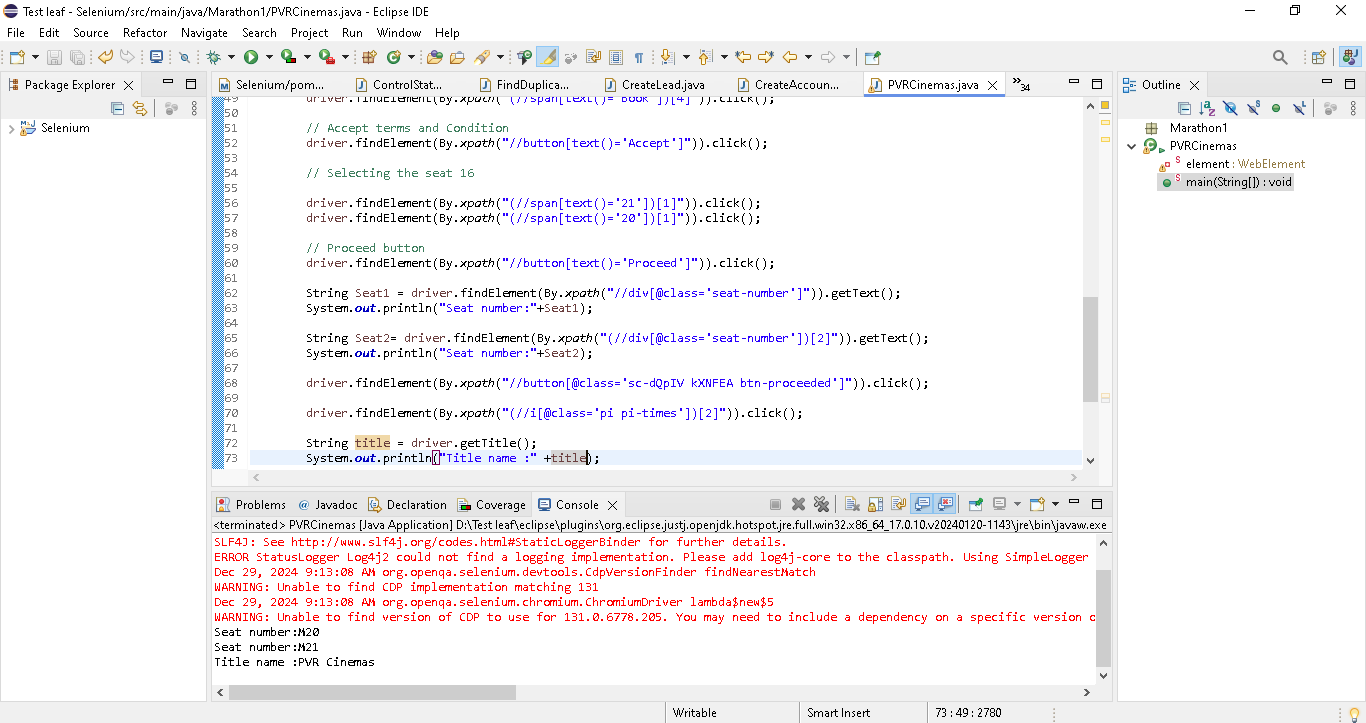 Test leaf - Selenium/src/main/java/Marathon1/PVRCinemas.java - Eclipse IDE
File Edit Source Refactor Navigate Search Project Run Window Help
Package Explorer
Selenium
Selenium/pom... ControlStat... FindDuplica... CreateLead.java CreateAccoun... PVRCinemas.java 34
49 driver.findElement(By.xpath("(//span[text()='Book'])[4]")).click();
50
51 // Accept terms and Condition
52 driver.findElement(By.xpath("//button[text()='Accept']")).click();
53
54 // Selecting the seat 16
55
56 driver.findElement(By.xpath("(//span[text()='21'])[1]")).click();
57 driver.findElement(By.xpath("(//span[text()='20'])[1]")).click();
58
59 // Proceed button
60 driver.findElement(By.xpath("//button[text()='Proceed']")).click();
61
62 String Seat1 = driver.findElement(By.xpath("//div[@class='seat-number']")).getText();
63 System.out.println("Seat number:"+Seat1);
64
65 String Seat2= driver.findElement(By.xpath("(//div[@class='seat-number'])[2]")).getText();
66 System.out.println("Seat number:"+Seat2);
67
68 driver.findElement(By.xpath("//button[@class='sc-dQpIV kXNFEA btn-proceeded']")).click();
69
70 driver.findElement(By.xpath("(//i[@class='pi pi-times'])[2]")).click();
71
72 String title = driver.getTitle();
73 System.out.println("Title name :" +title);
Outline
Marathon1
PVRCinemas
element : WebElement
main(String[]) : void
Problems Javadoc Declaration Coverage Console
<terminated> PVRCinemas [Java Application] D:\Test leaf\eclipse\plugins\org.eclipse.justj.openjdk.hotspot.jre.full.win32.x86_64_17.0.10.v20240120-1143\jre\bin\javaw.exe
SLF4J: See http://www.slf4j.org/codes.html#StaticLoggerBinder for further details.
ERROR StatusLogger Log4j2 could not find a logging implementation. Please add log4j-core to the classpath. Using SimpleLogger
Dec 29, 2024 9:13:08 AM org.openqa.selenium.devtools.CdpVersionFinder findNearestMatch
WARNING: Unable to find CDP implementation matching 131
Dec 29, 2024 9:13:08 AM org.openqa.selenium.chromium.ChromiumDriver lambda$new$5
WARNING: Unable to find version of CDP to use for 131.0.6778.205. You may need to include a dependency on a specific version o
Seat number:M20
Seat number:M21
Title name :PVR Cinemas
Writable Smart Insert 73 : 49 : 2780